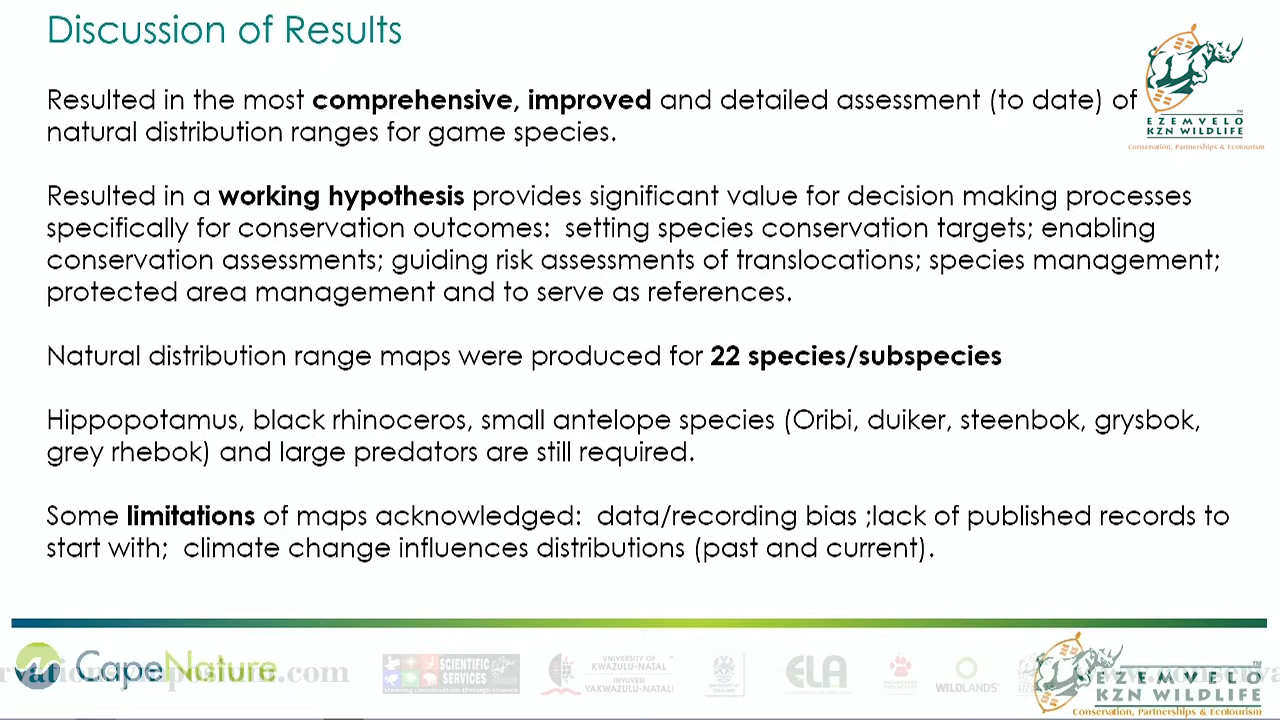 Discussion of Results
Resulted in the most comprehensive, improved and detailed assessment (to date) of
natural distribution ranges for game species.
EZEMVELO
KZN WILDLIFE
Conservation, Partnerships & Ecotourism
Resulted in a working hypothesis provides significant value for decision making processes
specifically for conservation outcomes:  setting species conservation targets; enabling
conservation assessments; guiding risk assessments of translocations; species management;
protected area management and to serve as references.
Natural distribution range maps were produced for 22 species/subspecies
Hippopotamus, black rhinoceros, small antelope species (Oribi, duiker, steenbok, grysbok,
grey rhebok) and large predators are still required.
Some limitations of maps acknowledged:  data/recording bias ;lack of published records to
start with;  climate change influences distributions (past and current).
CapeNature
SCIENTIFIC
SERVICES
UNIVERSITY OF
KWAZULU-NATAL
INYUVESI
YAKWAZULU-NATALI
ELA
WILDLANDS
EZEMVELO
KZN WILDLIFE
Conservation, Partnerships & Ecotourism